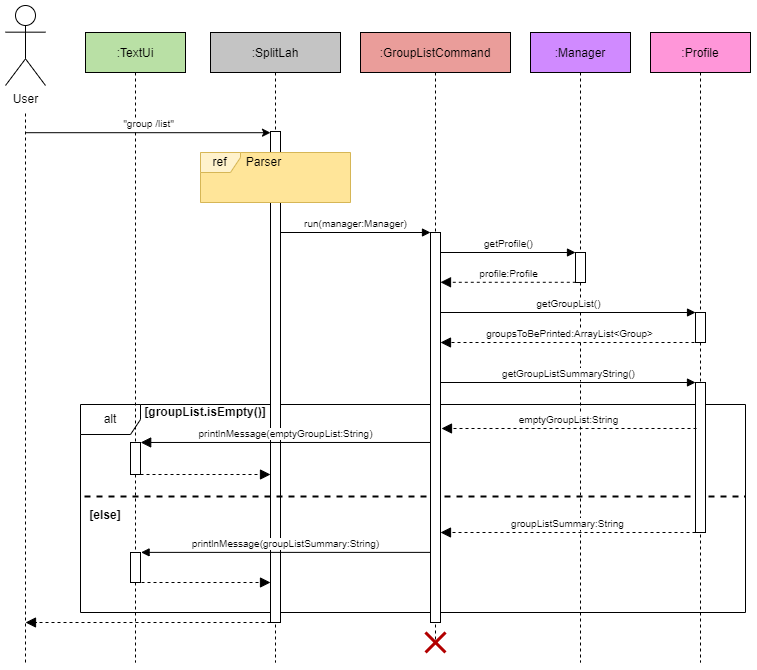 :TextUi
:SplitLah
:GroupListCommand
:Manager
:Profile
User
"group /list"
ref
Parser
run(manager:Manager)
getProfile()
profile:Profile
getGroupList()
groupsToBePrinted:ArrayList<Group>
getGroupListSummaryString()
alt
[groupList.isEmpty()]
emptyGroupList:String
printlnMessage(emptyGroupList:String)
[else]
groupListSummary:String
printlnMessage(groupListSummary:String)